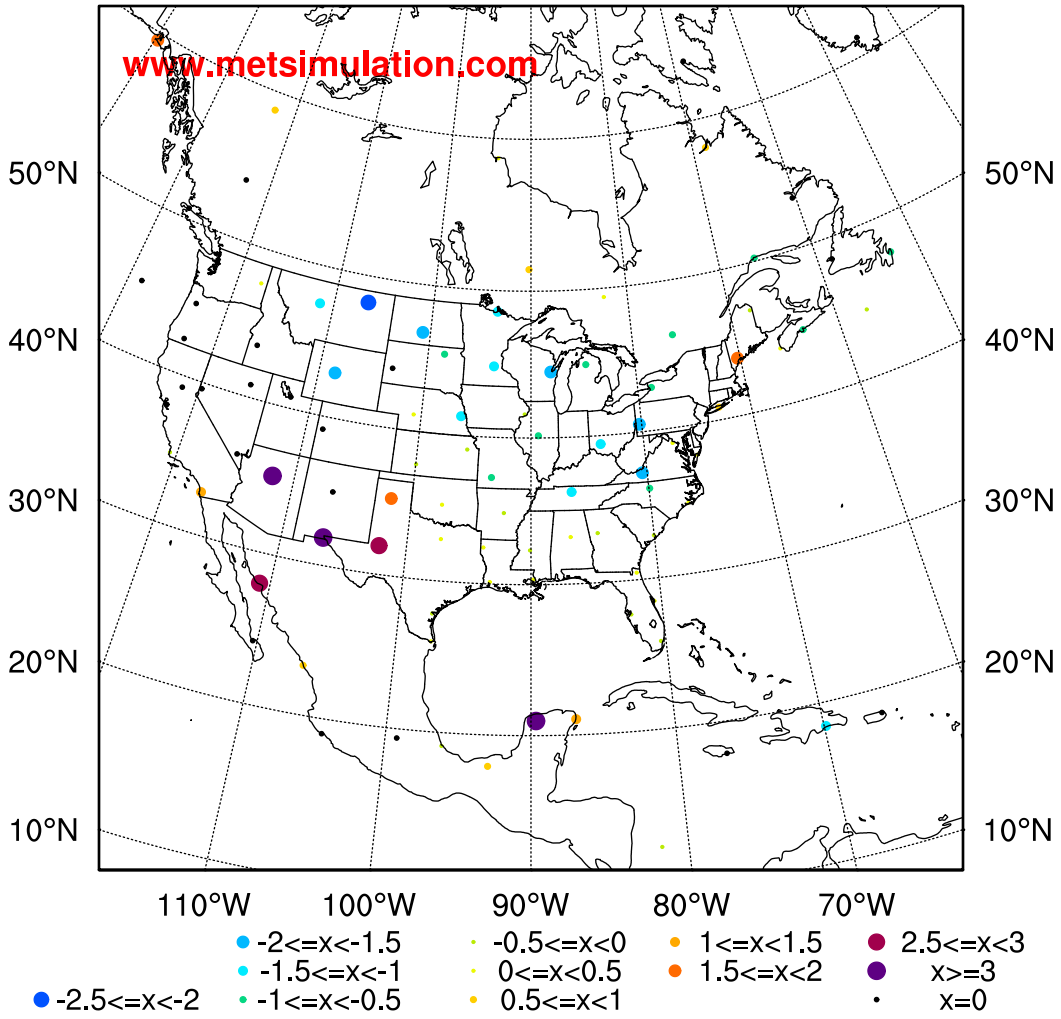 www.metsimulation.com
50°N 50°N
40°N 40°N
30°N 30°N
20°N 20°N
10°N 10°N
110°W 100°W 90°W 80°W 70°W
-2<=x<-1.5 -0.5<=x<0 1<=x<1.5 2.5<=x<3
-1.5<=x<-1 0<=x<0.5 1.5<=x<2 x>=3
-2.5<=x<-2 -1<=x<-0.5 0.5<=x<1 x=0